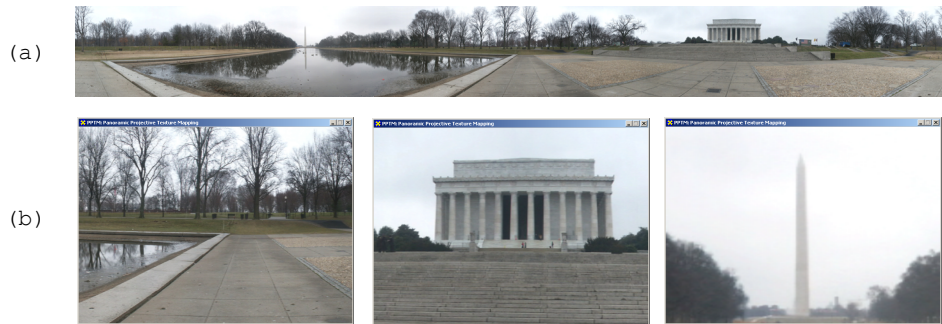 (a)
(b)
PPTM: Panoramic Projective Texture Mapping
PPTM: Panoramic Projective Texture Mapping
PPTM: Panoramic Projective Texture Mapping